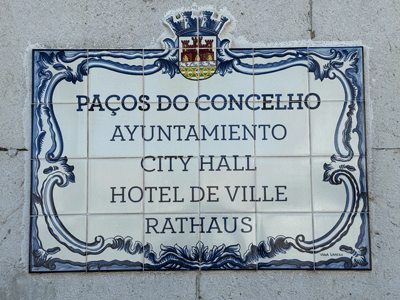 PAÇOS DO CONCELHO
AYUNTAMIENTO
CITY HALL
HOTEL DE VILLE
RATHAUS